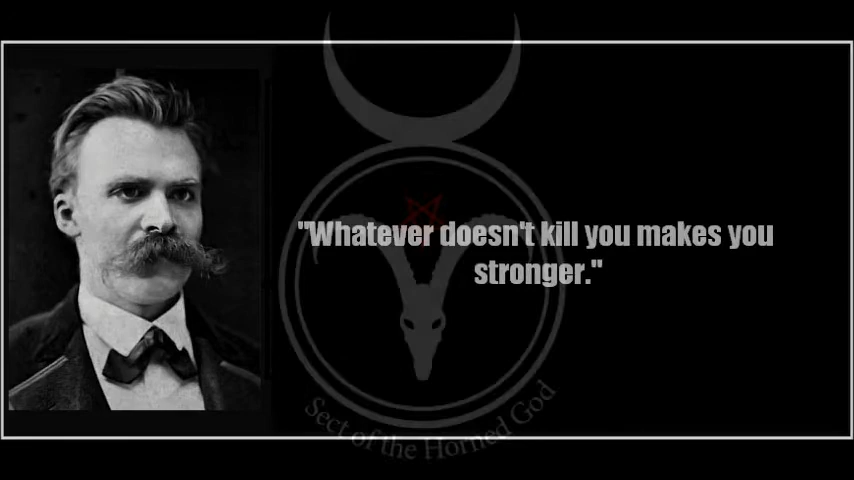 "Whatever doesn't kill you makes you
stronger."
Sect of the Horned God